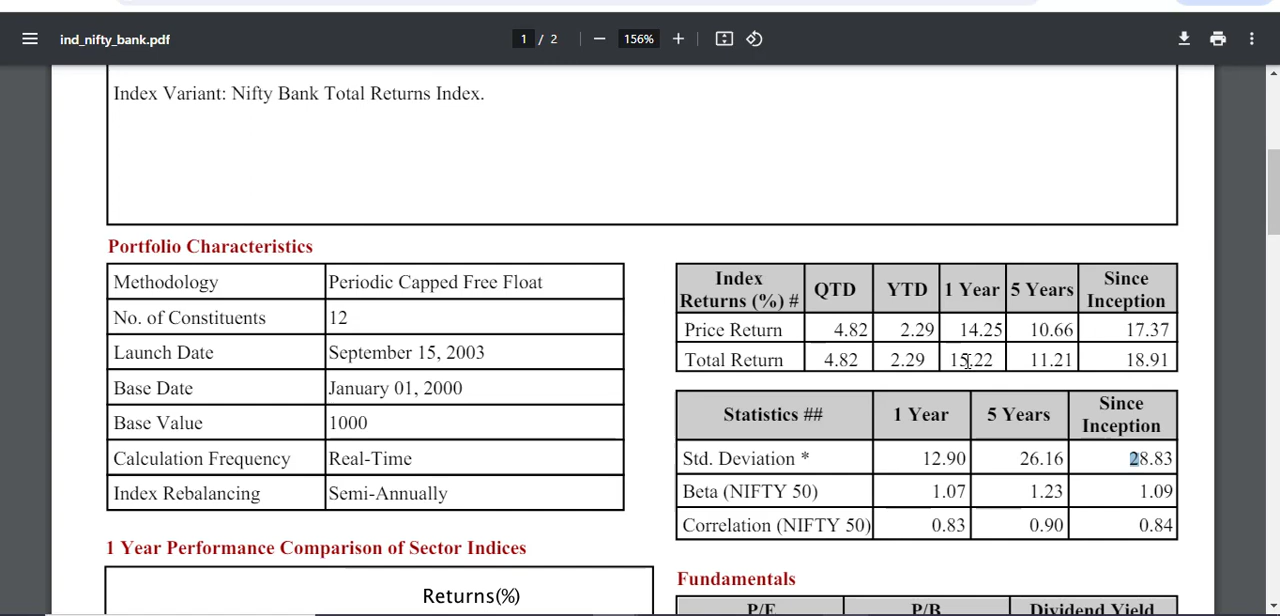 ind_nifty_bank.pdf
1 / 2
156%
Index Variant: Nifty Bank Total Returns Index.
Portfolio Characteristics
Methodology Periodic Capped Free Float
No. of Constituents 12
Launch Date September 15, 2003
Base Date January 01, 2000
Base Value 1000
Calculation Frequency Real-Time
Index Rebalancing Semi-Annually
1 Year Performance Comparison of Sector Indices
Returns(%)
Index Returns (%) # QTD YTD 1 Year 5 Years Since Inception
Price Return 4.82 2.29 14.25 10.66 17.37
Total Return 4.82 2.29 15.22 11.21 18.91
Statistics ## 1 Year 5 Years Since Inception
Std. Deviation * 12.90 26.16 28.83
Beta (NIFTY 50) 1.07 1.23 1.09
Correlation (NIFTY 50) 0.83 0.90 0.84
Fundamentals
P/E P/B Dividend Yield